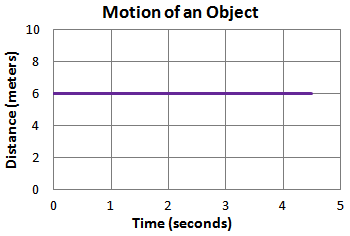 Motion of an Object
Distance (meters)
10
8
6
4
2
0
0 1 2 3 4 5
Time (seconds)